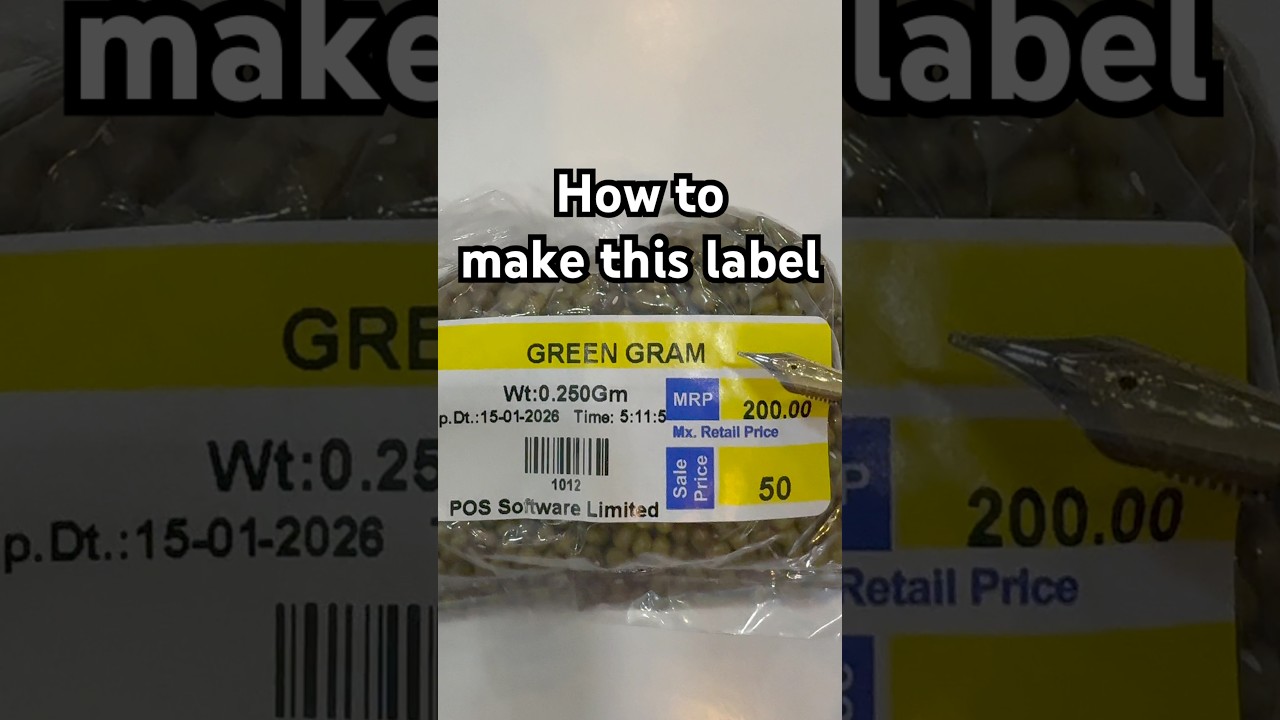 How to
make this label
GREEN GRAM
Wt:0.250Gm
p.Dt.:15-01-2026 Time: 5:11:5
MRP
200.00
Mx. Retail Price
1012
Sale
Price
50
POS Software Limited
make
label
GRE
Wt:0.25
p.Dt.:15-01-2026
200.00
Retail Price